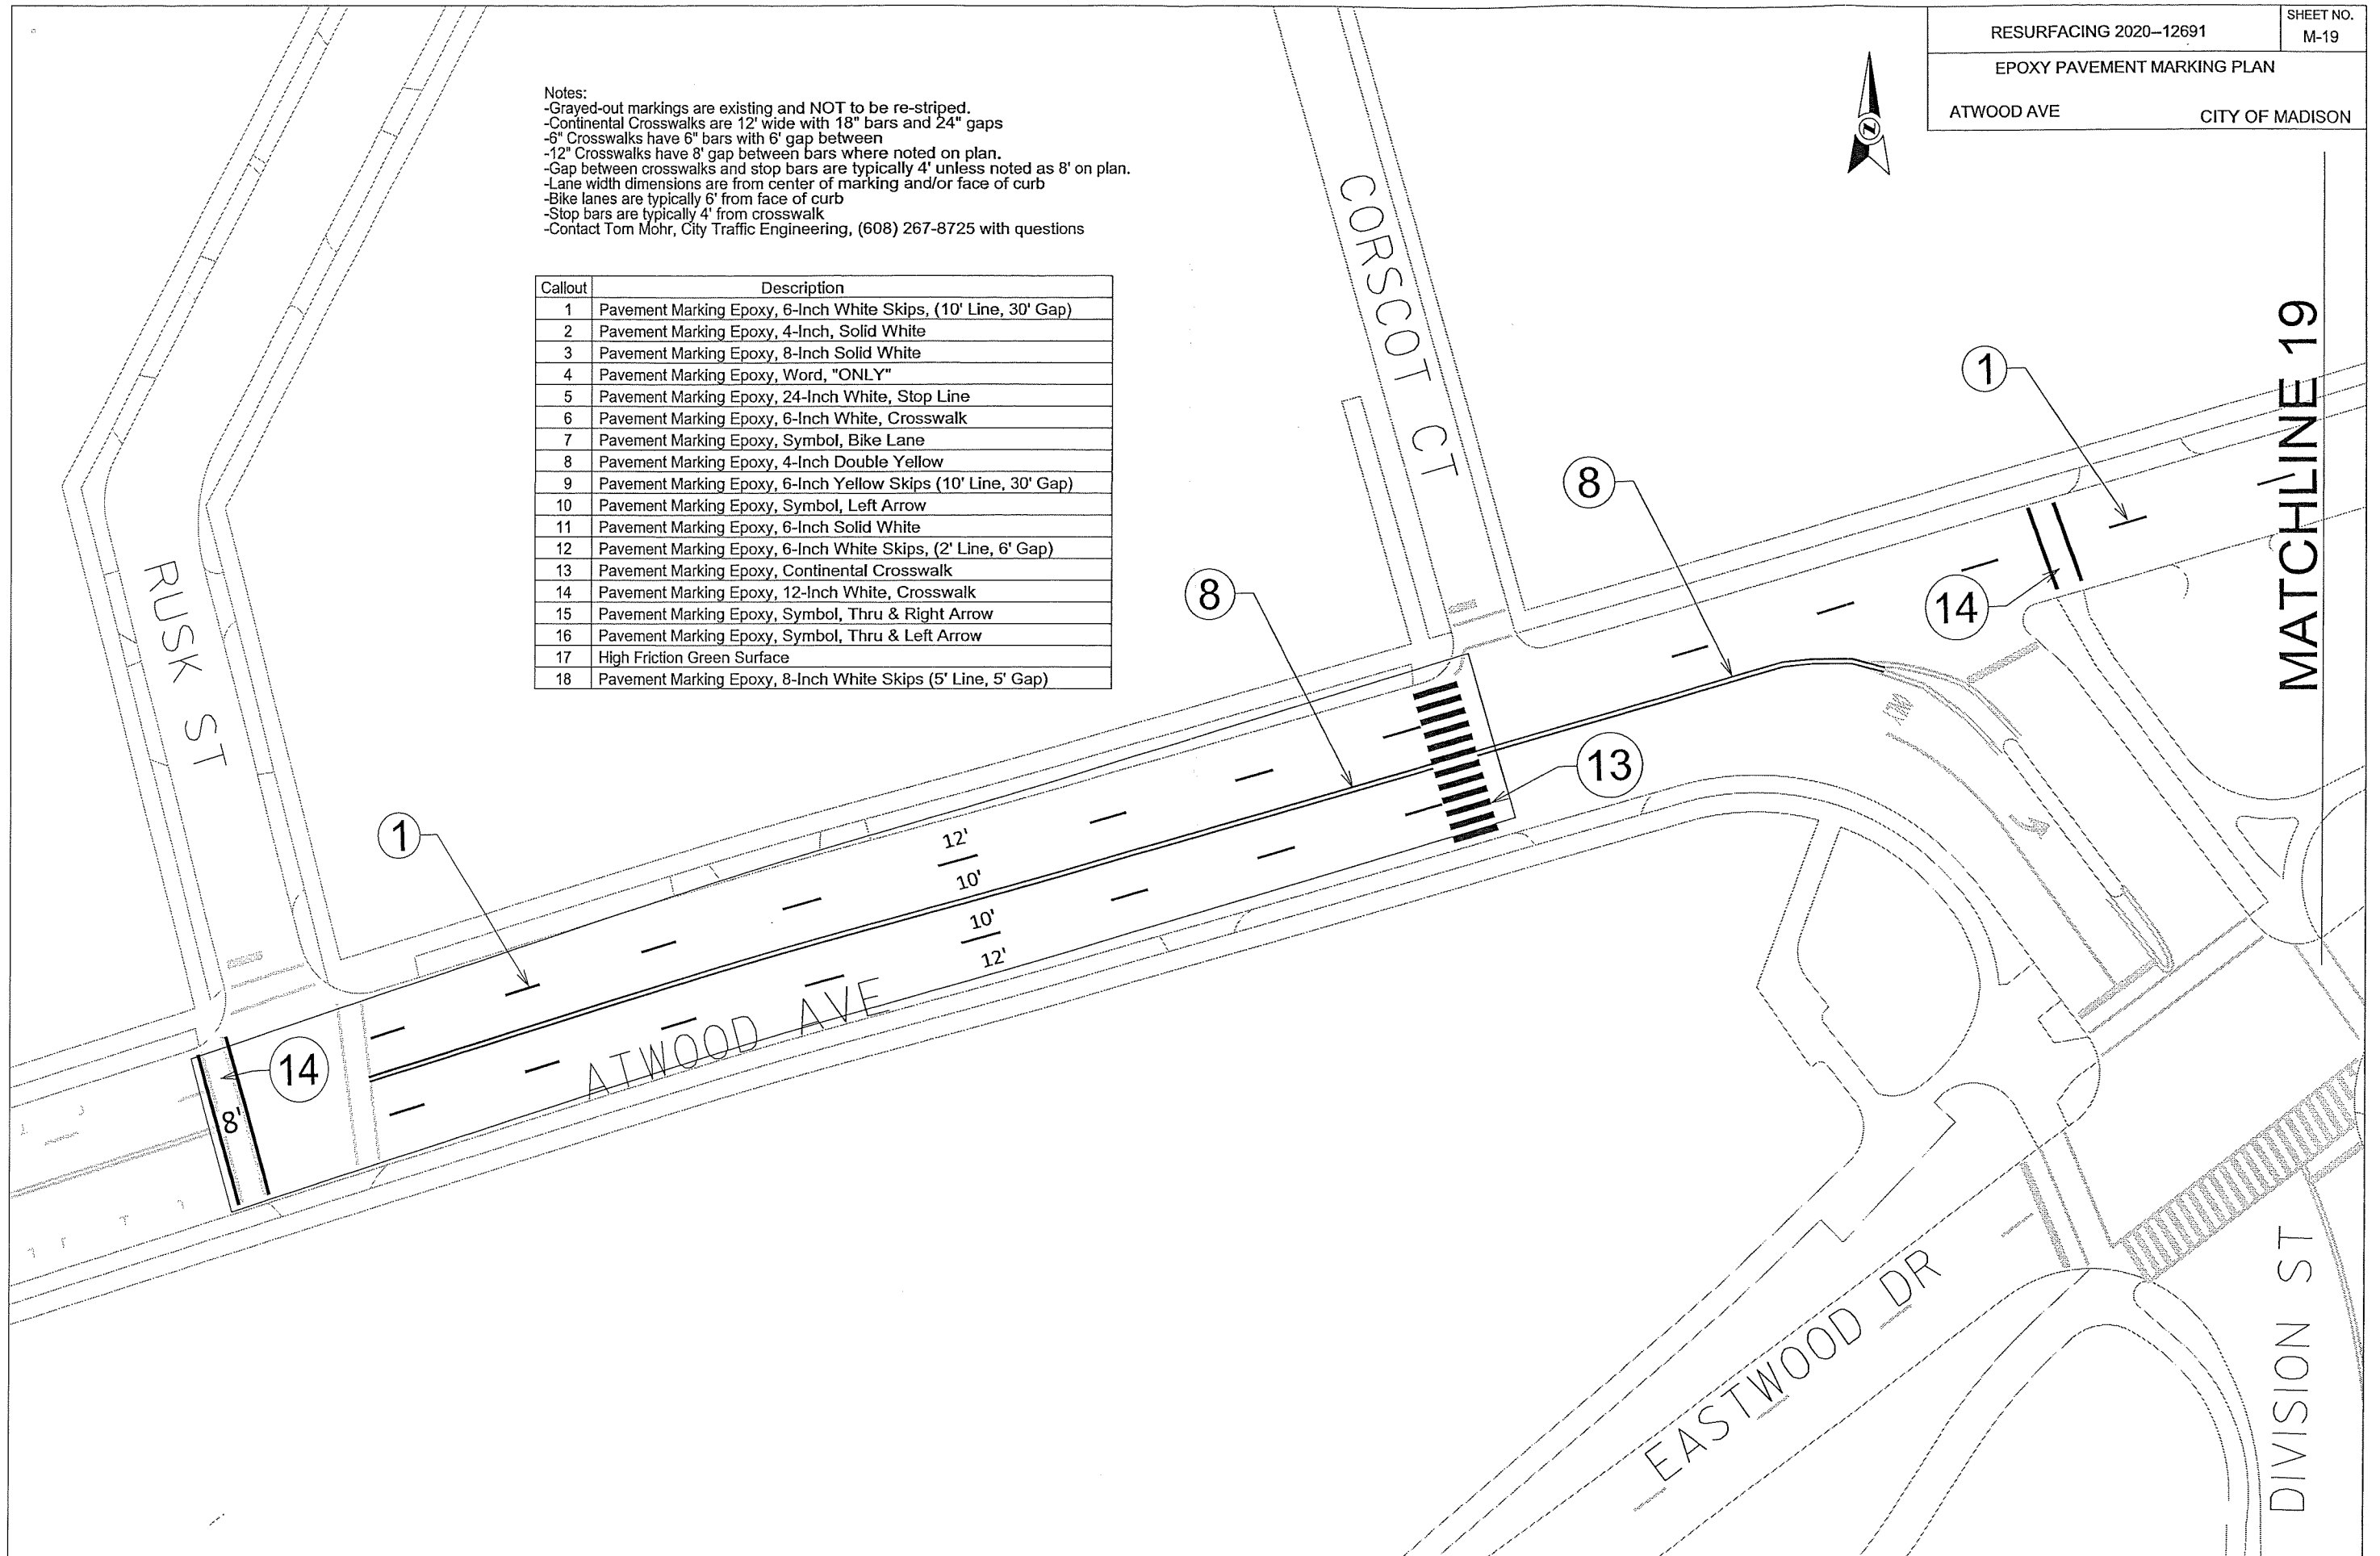 RESURFACING 2020–12691
SHEET NO.
M-19
EPOXY PAVEMENT MARKING PLAN
ATWOOD AVE CITY OF MADISON
Notes:
-Grayed-out markings are existing and NOT to be re-striped.
-Continental Crosswalks are 12' wide with 18" bars and 24" gaps
-6" Crosswalks have 6" bars with 6' gap between
-12" Crosswalks have 8' gap between bars where noted on plan.
-Gap between crosswalks and stop bars are typically 4' unless noted as 8' on plan.
-Lane width dimensions are from center of marking and/or face of curb
-Bike lanes are typically 6' from face of curb
-Stop bars are typically 4' from crosswalk
-Contact Tom Mohr, City Traffic Engineering, (608) 267-8725 with questions
Callout Description
1 Pavement Marking Epoxy, 6-Inch White Skips, (10' Line, 30' Gap)
2 Pavement Marking Epoxy, 4-Inch, Solid White
3 Pavement Marking Epoxy, 8-Inch Solid White
4 Pavement Marking Epoxy, Word, "ONLY"
5 Pavement Marking Epoxy, 24-Inch White, Stop Line
6 Pavement Marking Epoxy, 6-Inch White, Crosswalk
7 Pavement Marking Epoxy, Symbol, Bike Lane
8 Pavement Marking Epoxy, 4-Inch Double Yellow
9 Pavement Marking Epoxy, 6-Inch Yellow Skips (10' Line, 30' Gap)
10 Pavement Marking Epoxy, Symbol, Left Arrow
11 Pavement Marking Epoxy, 6-Inch Solid White
12 Pavement Marking Epoxy, 6-Inch White Skips, (2' Line, 6' Gap)
13 Pavement Marking Epoxy, Continental Crosswalk
14 Pavement Marking Epoxy, 12-Inch White, Crosswalk
15 Pavement Marking Epoxy, Symbol, Thru & Right Arrow
16 Pavement Marking Epoxy, Symbol, Thru & Left Arrow
17 High Friction Green Surface
18 Pavement Marking Epoxy, 8-Inch White Skips (5' Line, 5' Gap)
N
CORSCOT CT
MATCHLINE 19
1
8
8
14
RUSK ST
13
1
12'
10'
10'
12'
ATWOOD AVE
14
8'
EASTWOOD DR
DIVISION ST